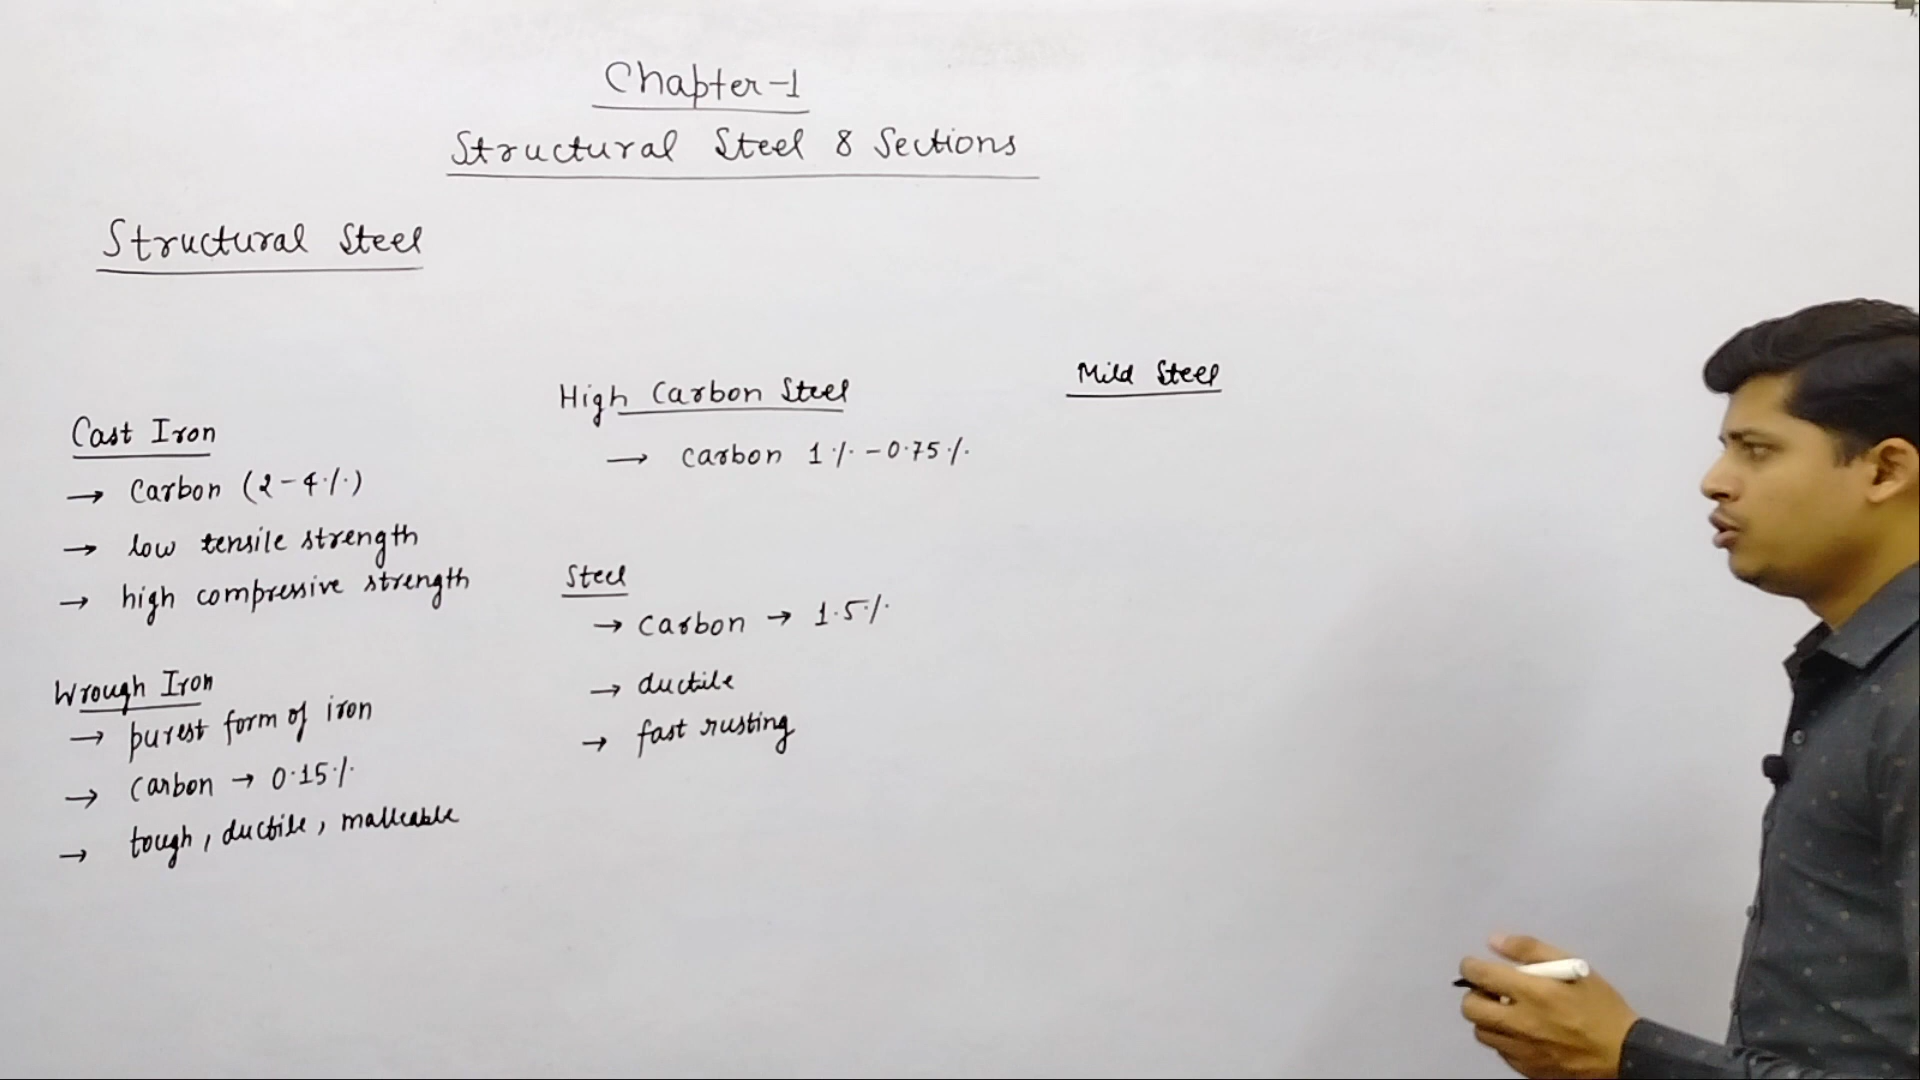 Chapter-1
Structural Steel & Sections
Structural Steel
Cast Iron
→ Carbon (2-4%)
→ low tensile strength
→ high compressive strength
Wrough Iron
→ purest form of iron
→ carbon → 0.15%
→ tough, ductile, malleable
High Carbon Steel
→ carbon 1% - 0.75%
Steel
→ carbon → 1.5%
→ ductile
→ fast rusting
Mild Steel